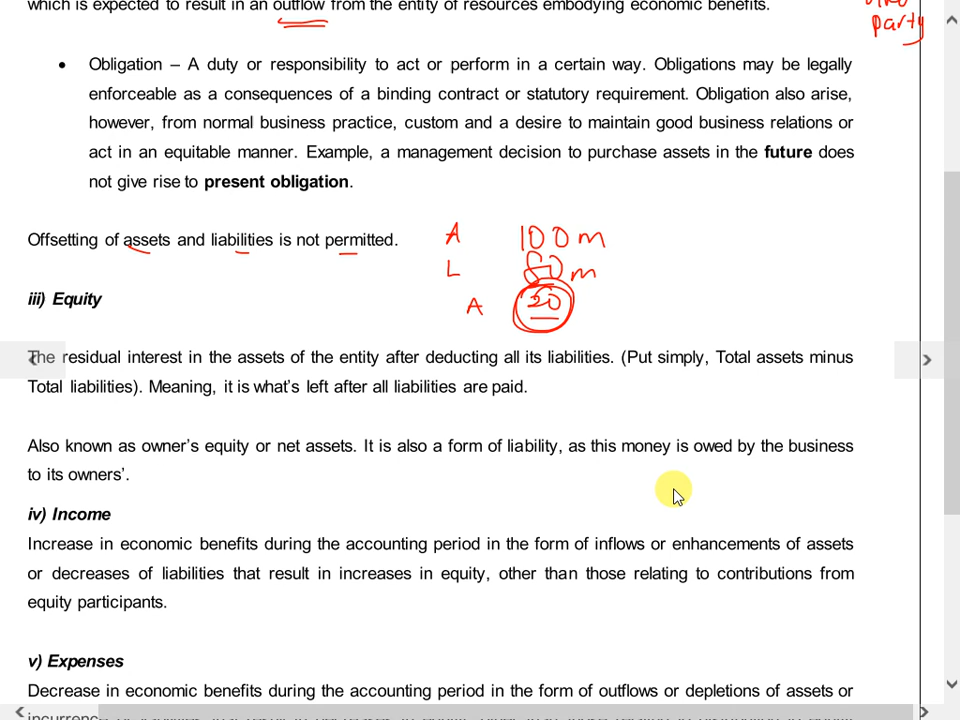 which is expected to result in an outflow from the entity of resources embodying economic benefits.
party
• Obligation – A duty or responsibility to act or perform in a certain way. Obligations may be legally
enforceable as a consequences of a binding contract or statutory requirement. Obligation also arise,
however, from normal business practice, custom and a desire to maintain good business relations or
act in an equitable manner. Example, a management decision to purchase assets in the future does
not give rise to present obligation.
Offsetting of assets and liabilities is not permitted. A 100 m
L 80 m
iii) Equity
A 20
The residual interest in the assets of the entity after deducting all its liabilities. (Put simply, Total assets minus
Total liabilities). Meaning, it is what's left after all liabilities are paid.
Also known as owner's equity or net assets. It is also a form of liability, as this money is owed by the business
to its owners'.
iv) Income
Increase in economic benefits during the accounting period in the form of inflows or enhancements of assets
or decreases of liabilities that result in increases in equity, other than those relating to contributions from
equity participants.
v) Expenses
Decrease in economic benefits during the accounting period in the form of outflows or depletions of assets or